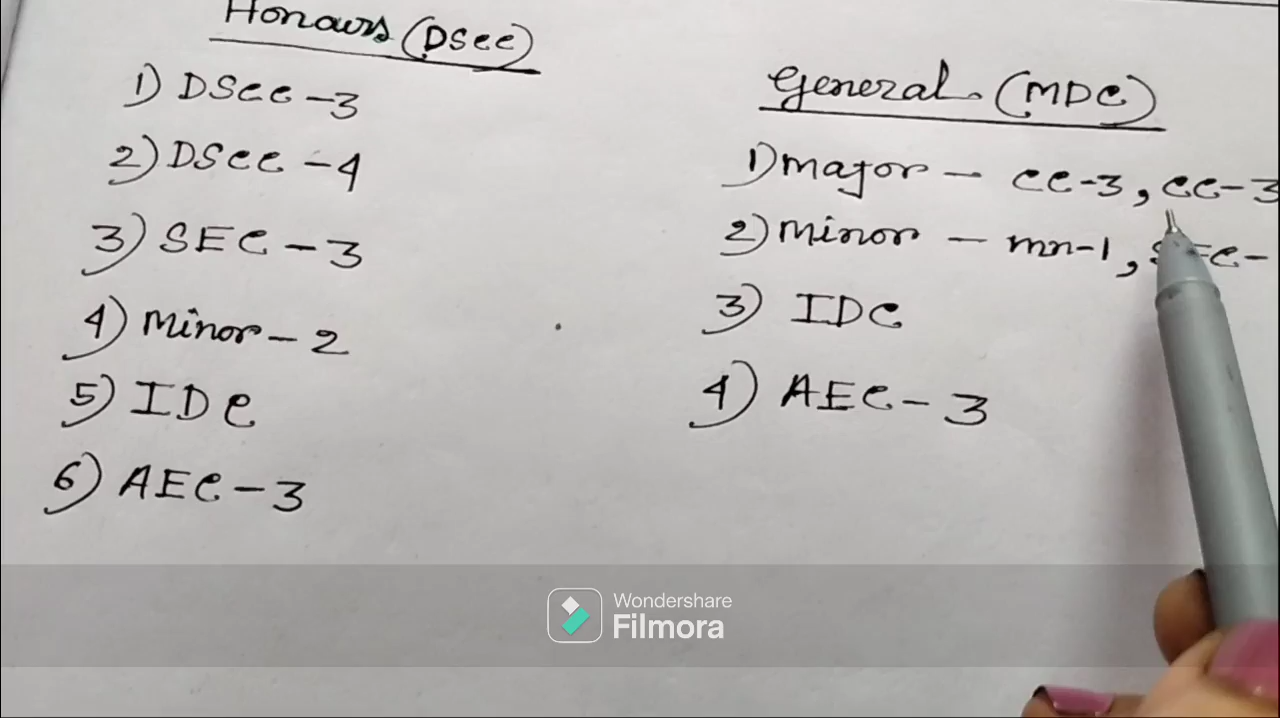 Honours (DSCC)
1) DSCC - 3
2) DSCC - 4
3) SEC - 3
4) Minor - 2
5) IDC
6) AEC - 3
General (MDC)
1) Major - CC-3, CC-3
2) Minor - mn-1, SEC-
3) IDC
4) AEC - 3
Wondershare
Filmora